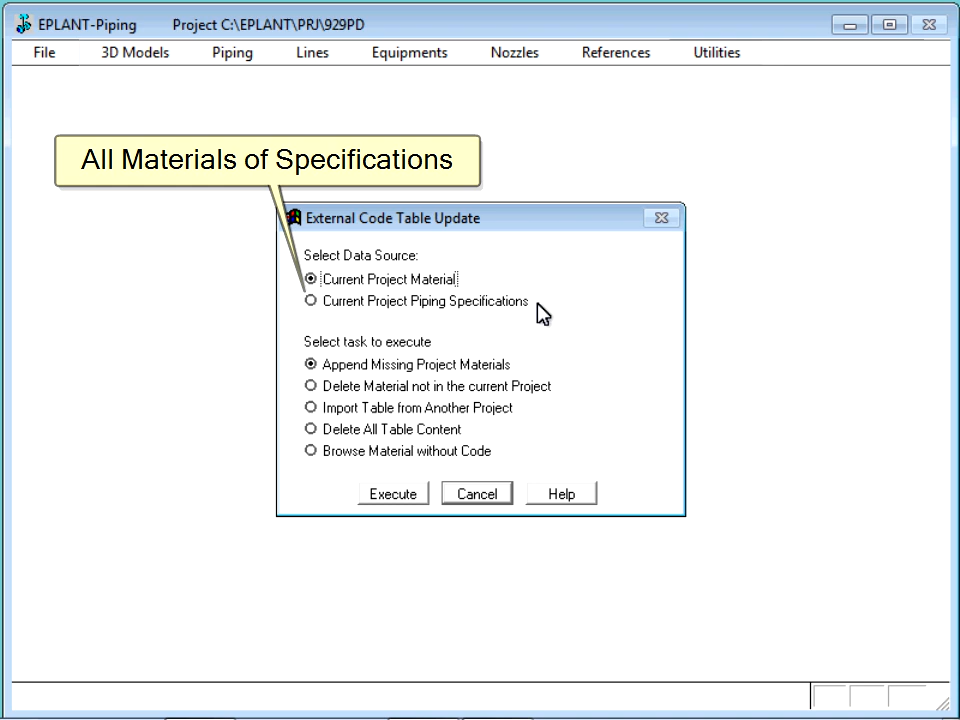 EPLANT-Piping Project C:\EPLANT\PRJ\929PD
File 3D Models Piping Lines Equipments Nozzles References Utilities
All Materials of Specifications
External Code Table Update
Select Data Source:
Current Project Material
Current Project Piping Specifications
Select task to execute
Append Missing Project Materials
Delete Material not in the current Project
Import Table from Another Project
Delete All Table Content
Browse Material without Code
Execute Cancel Help